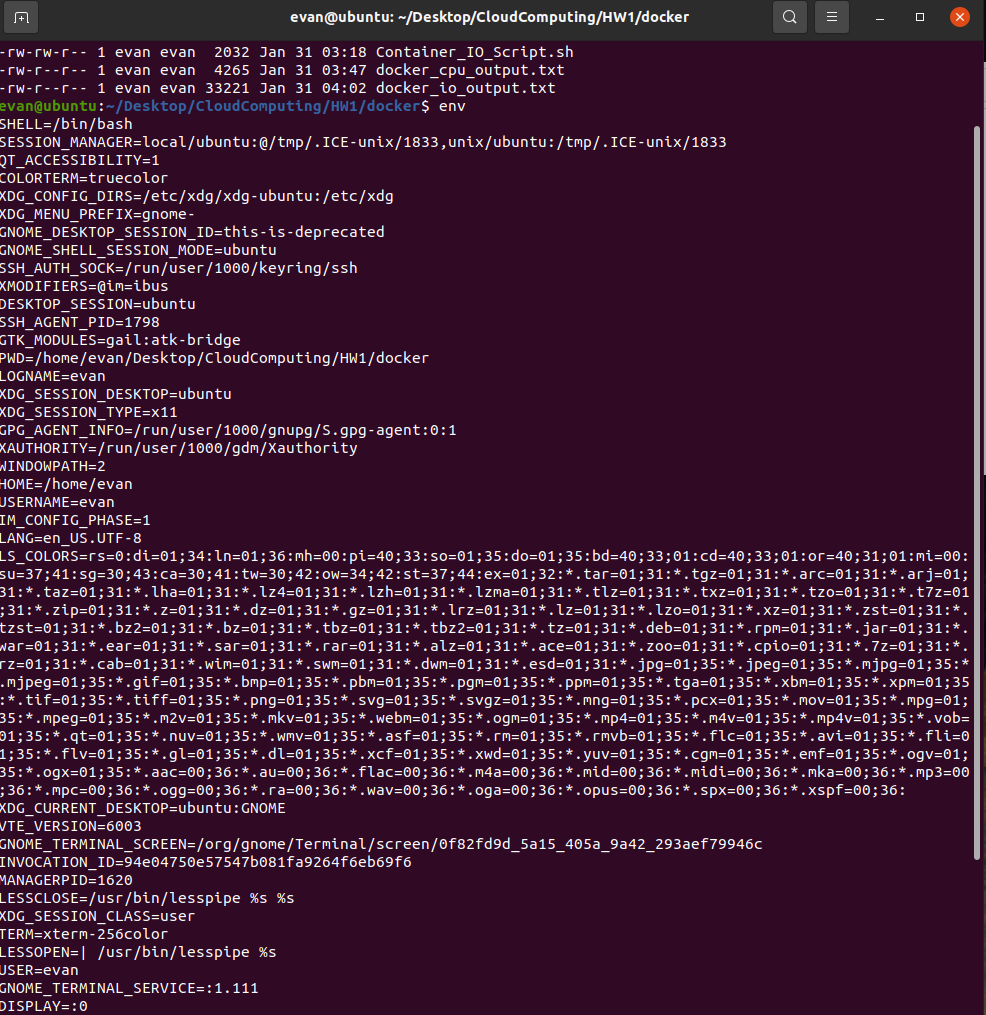 evan@ubuntu: ~/Desktop/CloudComputing/HW1/docker
-rw-rw-r-- 1 evan evan  2032 Jan 31 03:18 Container_IO_Script.sh
-rw-r--r-- 1 evan evan  4265 Jan 31 03:47 docker_cpu_output.txt
-rw-r--r-- 1 evan evan 33221 Jan 31 04:02 docker_io_output.txt
evan@ubuntu:~/Desktop/CloudComputing/HW1/docker$ env
SHELL=/bin/bash
SESSION_MANAGER=local/ubuntu:@/tmp/.ICE-unix/1833,unix/ubuntu:/tmp/.ICE-unix/1833
QT_ACCESSIBILITY=1
COLORTERM=truecolor
XDG_CONFIG_DIRS=/etc/xdg/xdg-ubuntu:/etc/xdg
XDG_MENU_PREFIX=gnome-
GNOME_DESKTOP_SESSION_ID=this-is-deprecated
GNOME_SHELL_SESSION_MODE=ubuntu
SSH_AUTH_SOCK=/run/user/1000/keyring/ssh
XMODIFIERS=@im=ibus
DESKTOP_SESSION=ubuntu
SSH_AGENT_PID=1798
GTK_MODULES=gail:atk-bridge
PWD=/home/evan/Desktop/CloudComputing/HW1/docker
LOGNAME=evan
XDG_SESSION_DESKTOP=ubuntu
XDG_SESSION_TYPE=x11
GPG_AGENT_INFO=/run/user/1000/gnupg/S.gpg-agent:0:1
XAUTHORITY=/run/user/1000/gdm/Xauthority
WINDOWPATH=2
HOME=/home/evan
USERNAME=evan
IM_CONFIG_PHASE=1
LANG=en_US.UTF-8
LS_COLORS=rs=0:di=01;34:ln=01;36:mh=00:pi=40;33:so=01;35:do=01;35:bd=40;33;01:cd=40;33;01:or=40;31;01:mi=00:
su=37;41:sg=30;43:ca=30;41:tw=30;42:ow=34;42:st=37;44:ex=01;32:*.tar=01;31:*.tgz=01;31:*.arc=01;31:*.arj=01;
31:*.taz=01;31:*.lha=01;31:*.lz4=01;31:*.lzh=01;31:*.lzma=01;31:*.tlz=01;31:*.txz=01;31:*.tzo=01;31:*.t7z=01
;31:*.zip=01;31:*.z=01;31:*.dz=01;31:*.gz=01;31:*.lrz=01;31:*.lz=01;31:*.lzo=01;31:*.xz=01;31:*.zst=01;31:*.
tzst=01;31:*.bz2=01;31:*.bz=01;31:*.tbz=01;31:*.tbz2=01;31:*.tz=01;31:*.deb=01;31:*.rpm=01;31:*.jar=01;31:*.
war=01;31:*.ear=01;31:*.sar=01;31:*.rar=01;31:*.alz=01;31:*.ace=01;31:*.zoo=01;31:*.cpio=01;31:*.7z=01;31:*.
rz=01;31:*.cab=01;31:*.wim=01;31:*.swm=01;31:*.dwm=01;31:*.esd=01;31:*.jpg=01;35:*.jpeg=01;35:*.mjpg=01;35:*
.mjpeg=01;35:*.gif=01;35:*.bmp=01;35:*.pbm=01;35:*.pgm=01;35:*.ppm=01;35:*.tga=01;35:*.xbm=01;35:*.xpm=01;35
:*.tif=01;35:*.tiff=01;35:*.png=01;35:*.svg=01;35:*.svgz=01;35:*.mng=01;35:*.pcx=01;35:*.mov=01;35:*.mpg=01;
35:*.mpeg=01;35:*.m2v=01;35:*.mkv=01;35:*.webm=01;35:*.ogm=01;35:*.mp4=01;35:*.m4v=01;35:*.mp4v=01;35:*.vob=
01;35:*.qt=01;35:*.nuv=01;35:*.wmv=01;35:*.asf=01;35:*.rm=01;35:*.rmvb=01;35:*.flc=01;35:*.avi=01;35:*.fli=0
1;35:*.flv=01;35:*.gl=01;35:*.dl=01;35:*.xcf=01;35:*.xwd=01;35:*.yuv=01;35:*.cgm=01;35:*.emf=01;35:*.ogv=01;
35:*.ogx=01;35:*.aac=00;36:*.au=00;36:*.flac=00;36:*.m4a=00;36:*.mid=00;36:*.midi=00;36:*.mka=00;36:*.mp3=00
;36:*.mpc=00;36:*.ogg=00;36:*.ra=00;36:*.wav=00;36:*.oga=00;36:*.opus=00;36:*.spx=00;36:*.xspf=00;36:
XDG_CURRENT_DESKTOP=ubuntu:GNOME
VTE_VERSION=6003
GNOME_TERMINAL_SCREEN=/org/gnome/Terminal/screen/0f82fd9d_5a15_405a_9a42_293aef79946c
INVOCATION_ID=94e04750e57547b081fa9264f6eb69f6
MANAGERPID=1620
LESSCLOSE=/usr/bin/lesspipe %s %s
XDG_SESSION_CLASS=user
TERM=xterm-256color
LESSOPEN=| /usr/bin/lesspipe %s
USER=evan
GNOME_TERMINAL_SERVICE=:1.111
DISPLAY=:0